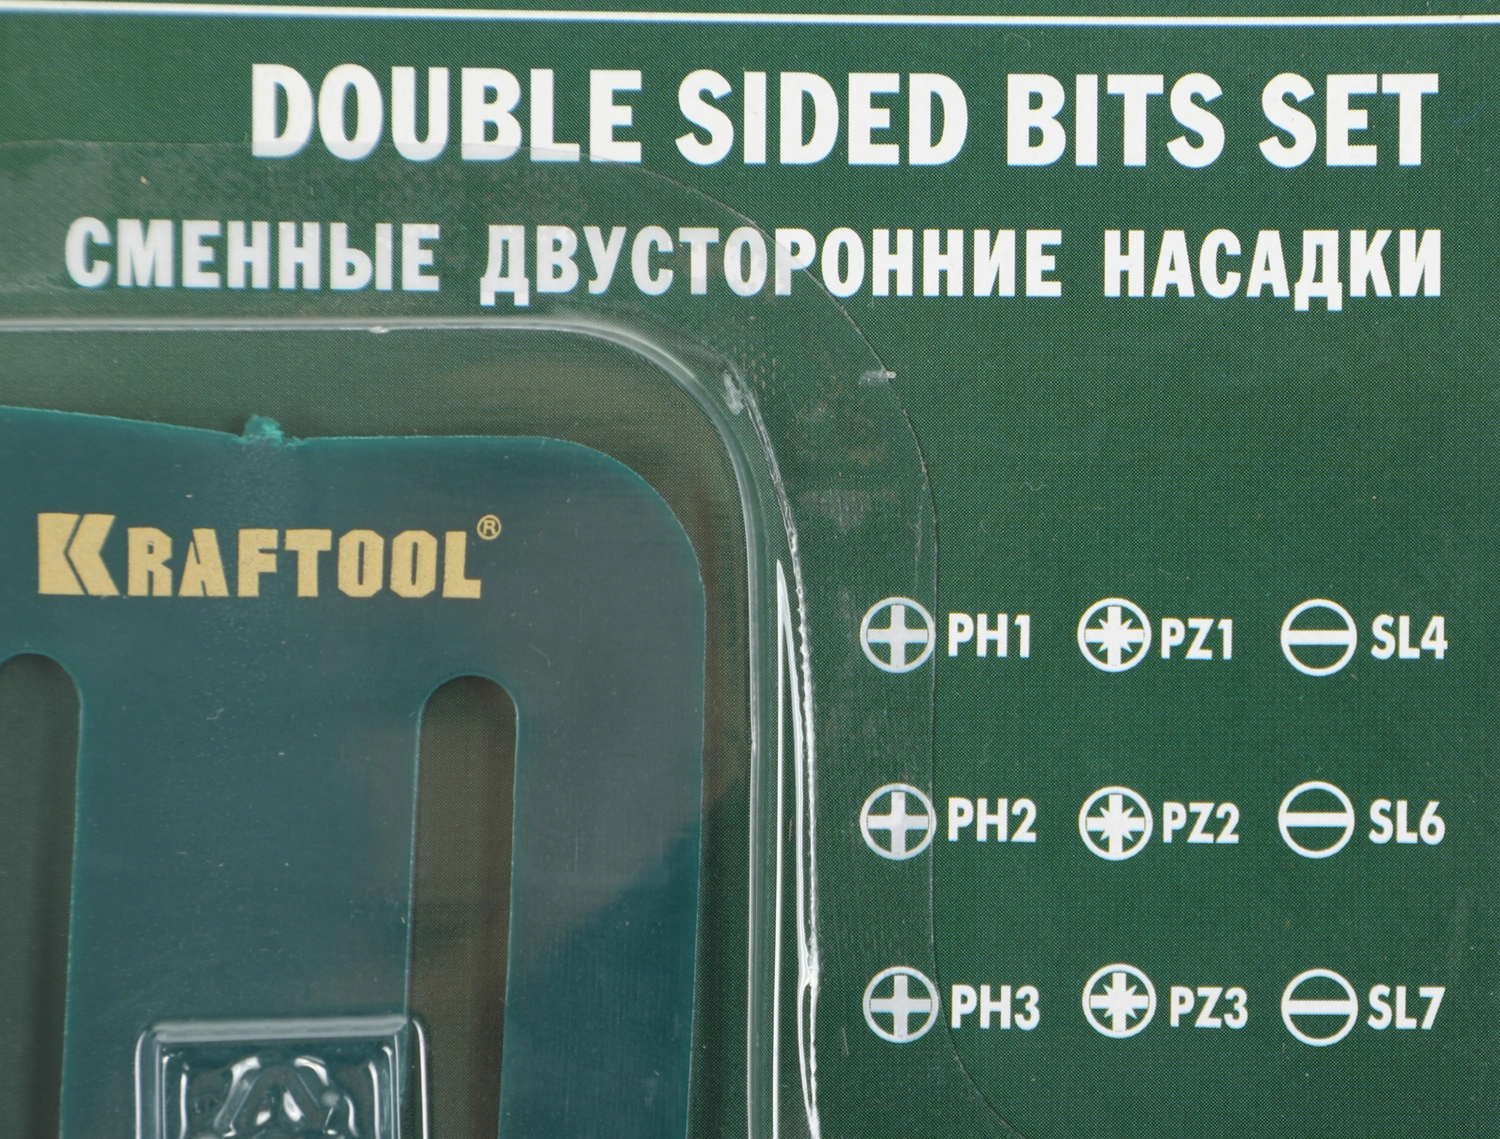 DOUBLE SIDED BITS SET
СМЕННЫЕ ДВУСТОРОННИЕ НАСАДКИ
KRAFTOOL®
PH1 PZ1 SL4
PH2 PZ2 SL6
PH3 PZ3 SL7